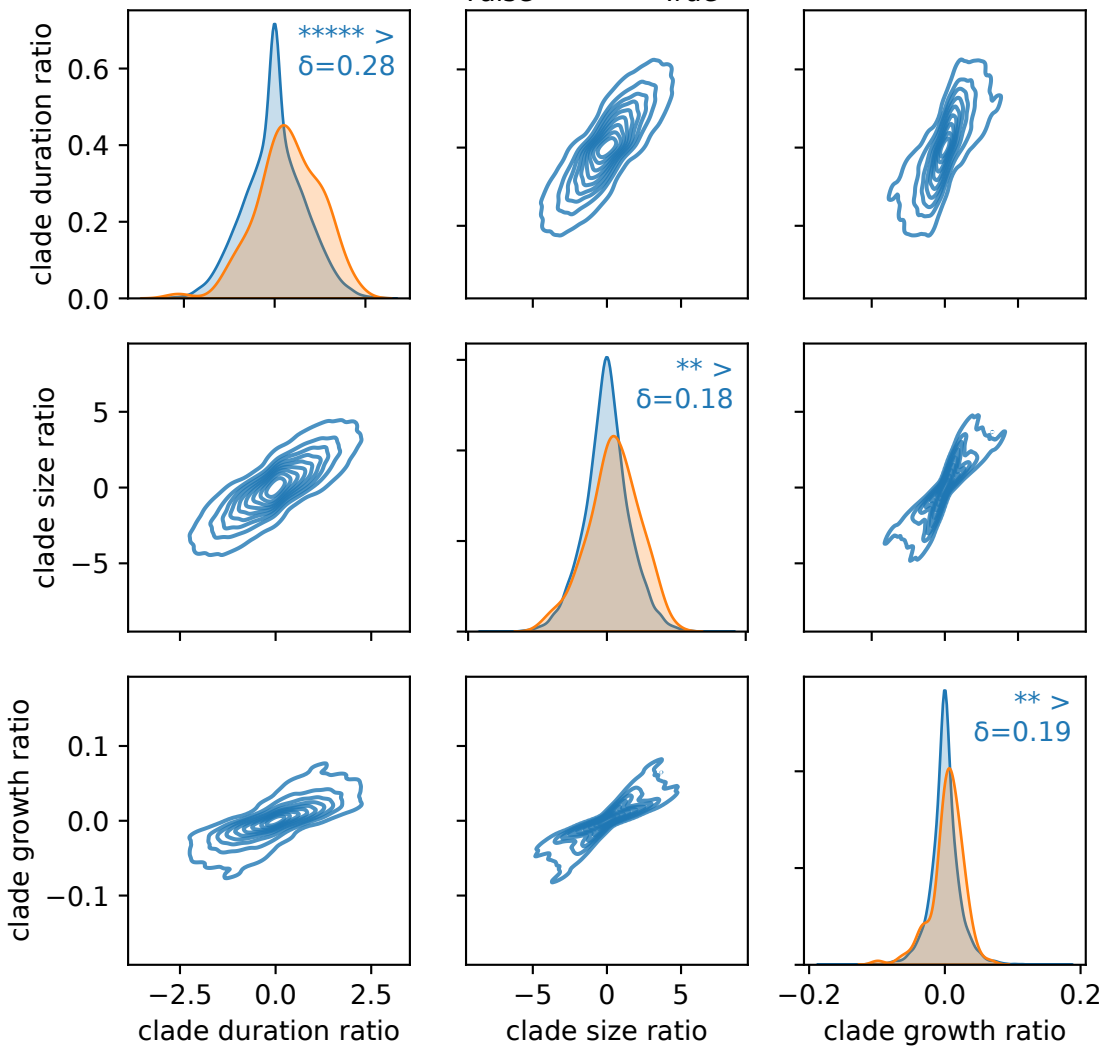 clade duration ratio
0.6
0.4
0.2
0.0
***** >
δ=0.28
clade size ratio
5
0
−5
** >
δ=0.18
clade growth ratio
0.1
0.0
−0.1
** >
δ=0.19
−2.5 0.0 2.5
clade duration ratio
−5 0 5
clade size ratio
−0.2 0.0 0.2
clade growth ratio